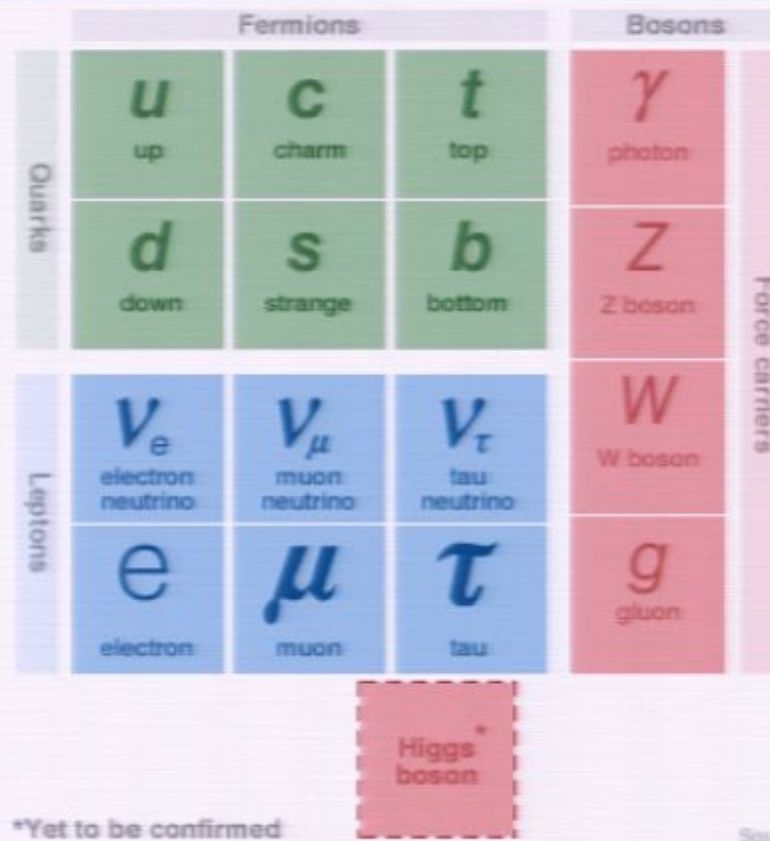 Fermions
Bosons
Quarks
u
c
t
γ
up
charm
top
photon
d
s
b
Z
down
strange
bottom
Z boson
Force carriers
Leptons
νe
νμ
ντ
W
electron
neutrino
muon
neutrino
tau
neutrino
W boson
e
μ
τ
g
electron
muon
tau
gluon
Higgs*
boson
*Yet to be confirmed